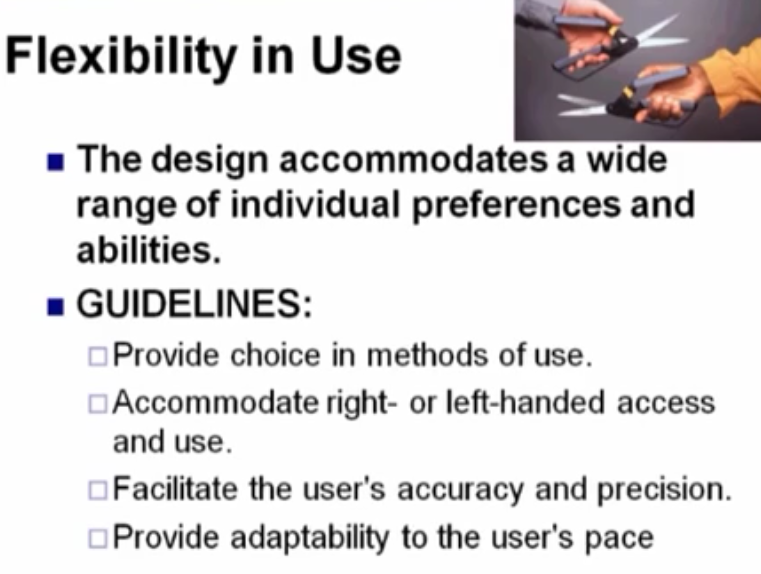 Flexibility in Use
The design accommodates a wide
range of individual preferences and
abilities.
GUIDELINES:
Provide choice in methods of use.
Accommodate right- or left-handed access
and use.
Facilitate the user's accuracy and precision.
Provide adaptability to the user's pace